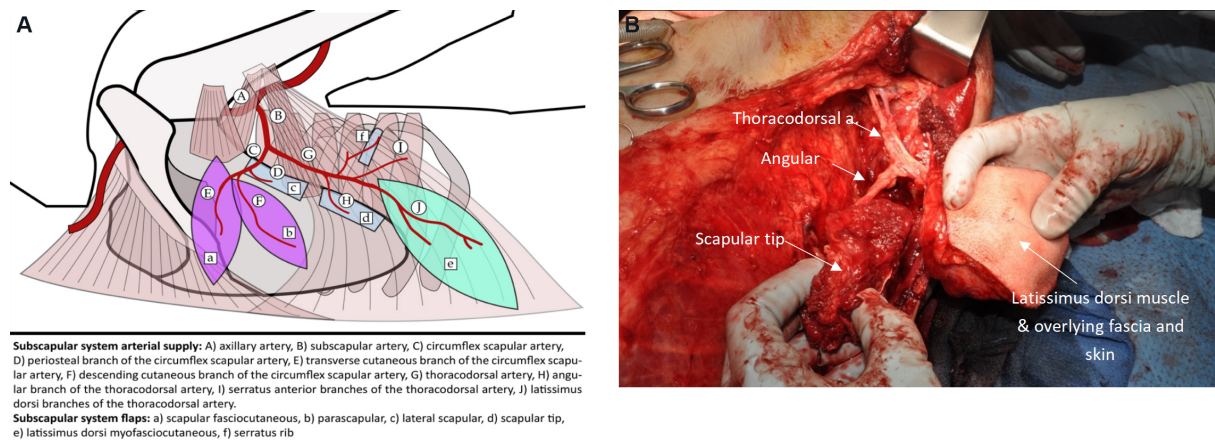 A
A
B
C
f
G
I
D
c
E
F
H
d
J
b
a
e
Subscapular system arterial supply: A) axillary artery, B) subscapular artery, C) circumflex scapular artery,
D) periosteal branch of the circumflex scapular artery, E) transverse cutaneous branch of the circumflex scapu-
lar artery, F) descending cutaneous branch of the circumflex scapular artery, G) thoracodorsal artery, H) angu-
lar branch of the thoracodorsal artery, I) serratus anterior branches of the thoracodorsal artery, J) latissimus
dorsi branches of the thoracodorsal artery.
Subscapular system flaps: a) scapular fasciocutaneous, b) parascapular, c) lateral scapular, d) scapular tip,
e) latissimus dorsi myofasciocutaneous, f) serratus rib
B
Thoracodorsal a.
Angular
Scapular tip
Latissimus dorsi muscle
& overlying fascia and
skin